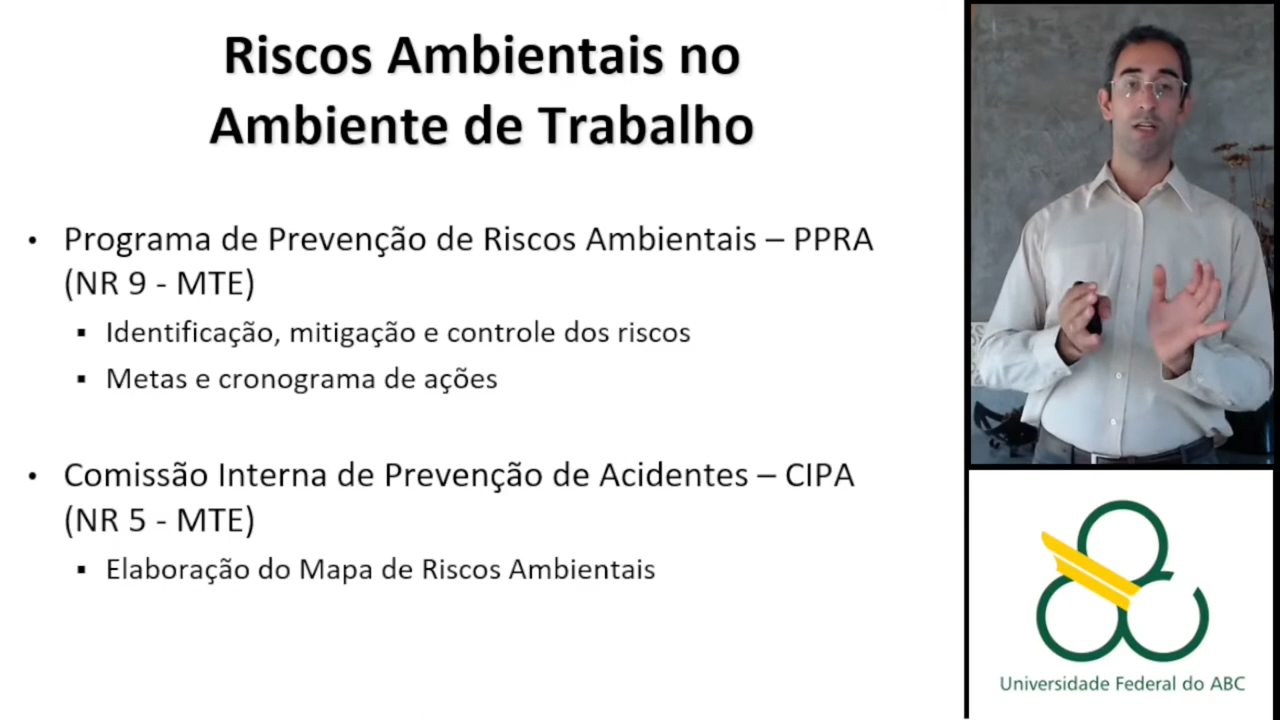 Riscos Ambientais no
Ambiente de Trabalho
• Programa de Prevenção de Riscos Ambientais – PPRA
(NR 9 - MTE)
▪ Identificação, mitigação e controle dos riscos
▪ Metas e cronograma de ações
• Comissão Interna de Prevenção de Acidentes – CIPA
(NR 5 - MTE)
▪ Elaboração do Mapa de Riscos Ambientais
Universidade Federal do ABC